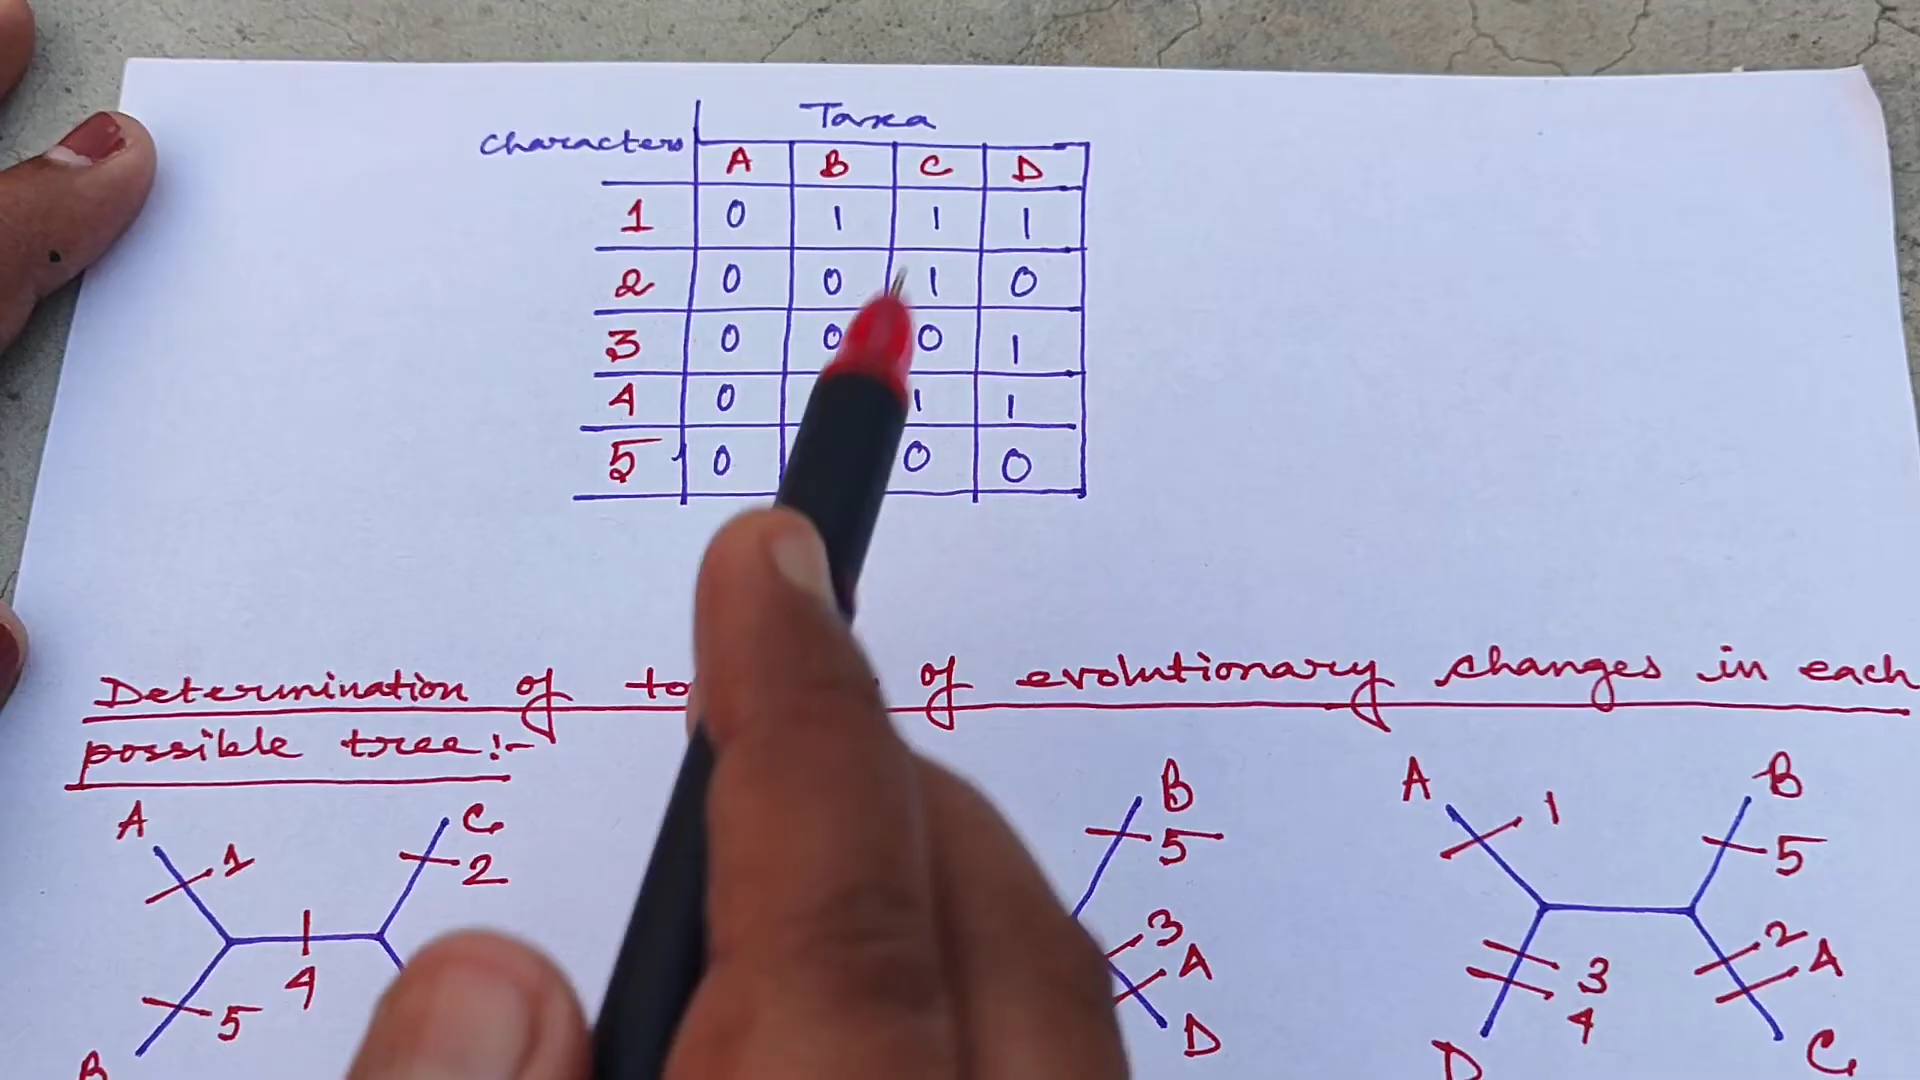 Taxa
Characters
A B C D
1 0 1 1 1
2 0 0 1 0
3 0 0 0 1
4 0 1 1
5 0 0 0
Determination of of evolutionary changes in each
possible tree:-
A 1 C 2 4 5 B
B 5 3 4 D
A 1 B 5 3 4 D 2 4 C